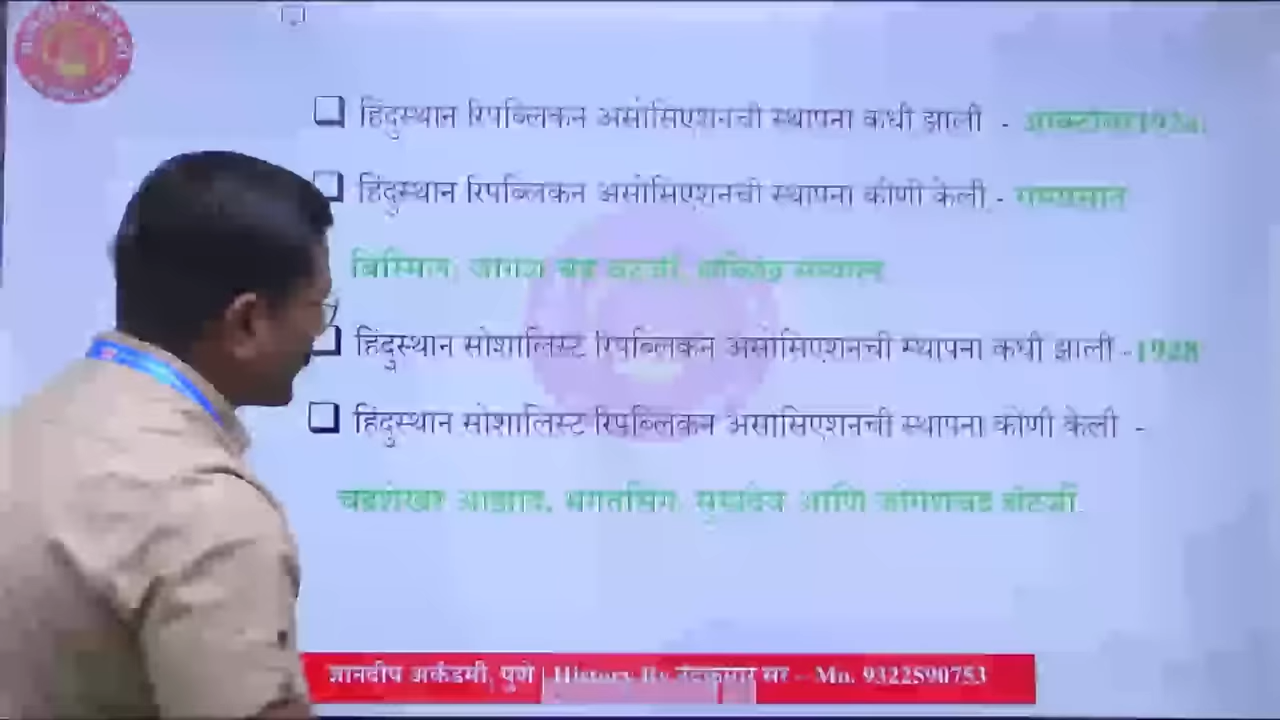 हिंदुस्थान रिपब्लिकन असोसिएशनची स्थापना कधी झाली -
हिंदुस्थान रिपब्लिकन असोसिएशनची स्थापना कोणी केली -
बिस्मिल,
हिंदुस्थान सोशालिस्ट रिपब्लिकन असोसिएशनची स्थापना कधी झाली -1928
हिंदुस्थान सोशालिस्ट रिपब्लिकन असोसिएशनची स्थापना कोणी केली -
चंद्रशेखर आझाद, भगतसिंग, सुखदेव आणि
ज्ञानदीप अकॅडमी, पुणे | History By सर – Mo. 9322590753